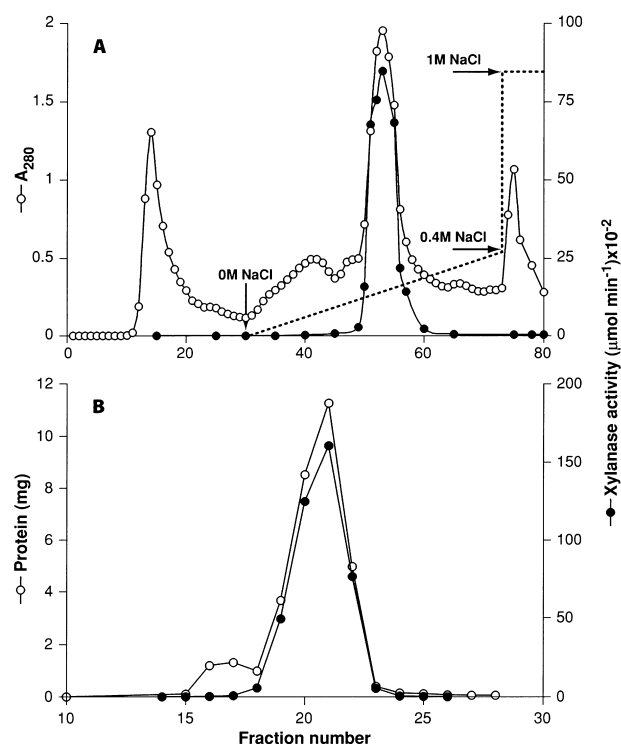 A
2
1.5
1
0.5
0
100
75
50
25
0
1M NaCl
0.4M NaCl
0M NaCl
0 20 40 60 80
A280
B
12
10
8
6
4
2
0
200
150
100
50
0
10 15 20 30
Protein (mg)
Xylanase activity (μmol min⁻¹)x10⁻²
Fraction number